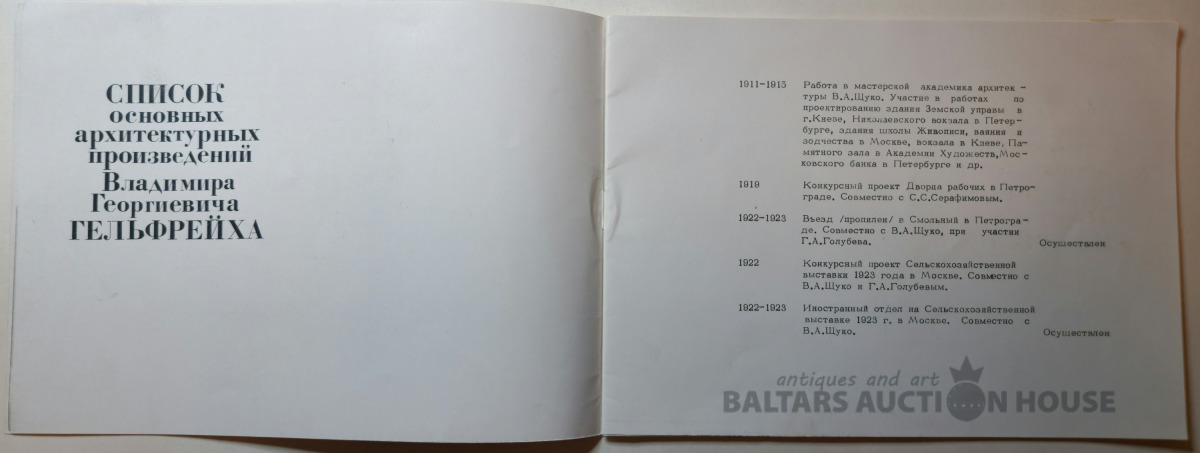 СПИСОК
основных
архитектурных
произведений
Владимира
Георгиевича
ГЕЛЬФРЕЙХА
1911-1915 Работа в мастерской академика архитек-
туры В.А.Щуко. Участие в работах по
проектированию здания Земской управы в
г.Киеве, Николаевского вокзала в Петер-
бурге, здания школы Живописи, ваяния и
зодчества в Москве, вокзала в Киеве. Па-
мятного зала в Академии Художеств,Мос-
ковского банка в Петербурге и др.
1919 Конкурсный проект Дворца рабочих в Петро-
граде. Совместно с С.С.Серафимовым.
1922-1923 Въезд /пропилеи/ в Смольный в Петрогра-
де. Совместно с В.А.Щуко, при участии
Г.А.Голубева. Осуществлен
1922 Конкурсный проект Сельскохозяйственной
выставки 1923 года в Москве. Совместно с
В.А.Щуко и Г.А.Голубевым.
1922-1923 Иностранный отдел на Сельскохозяйственной
выставке 1923 г. в Москве. Совместно с
В.А.Щуко. Осуществлен
antiques and art
BALTARS AUCTION HOUSE